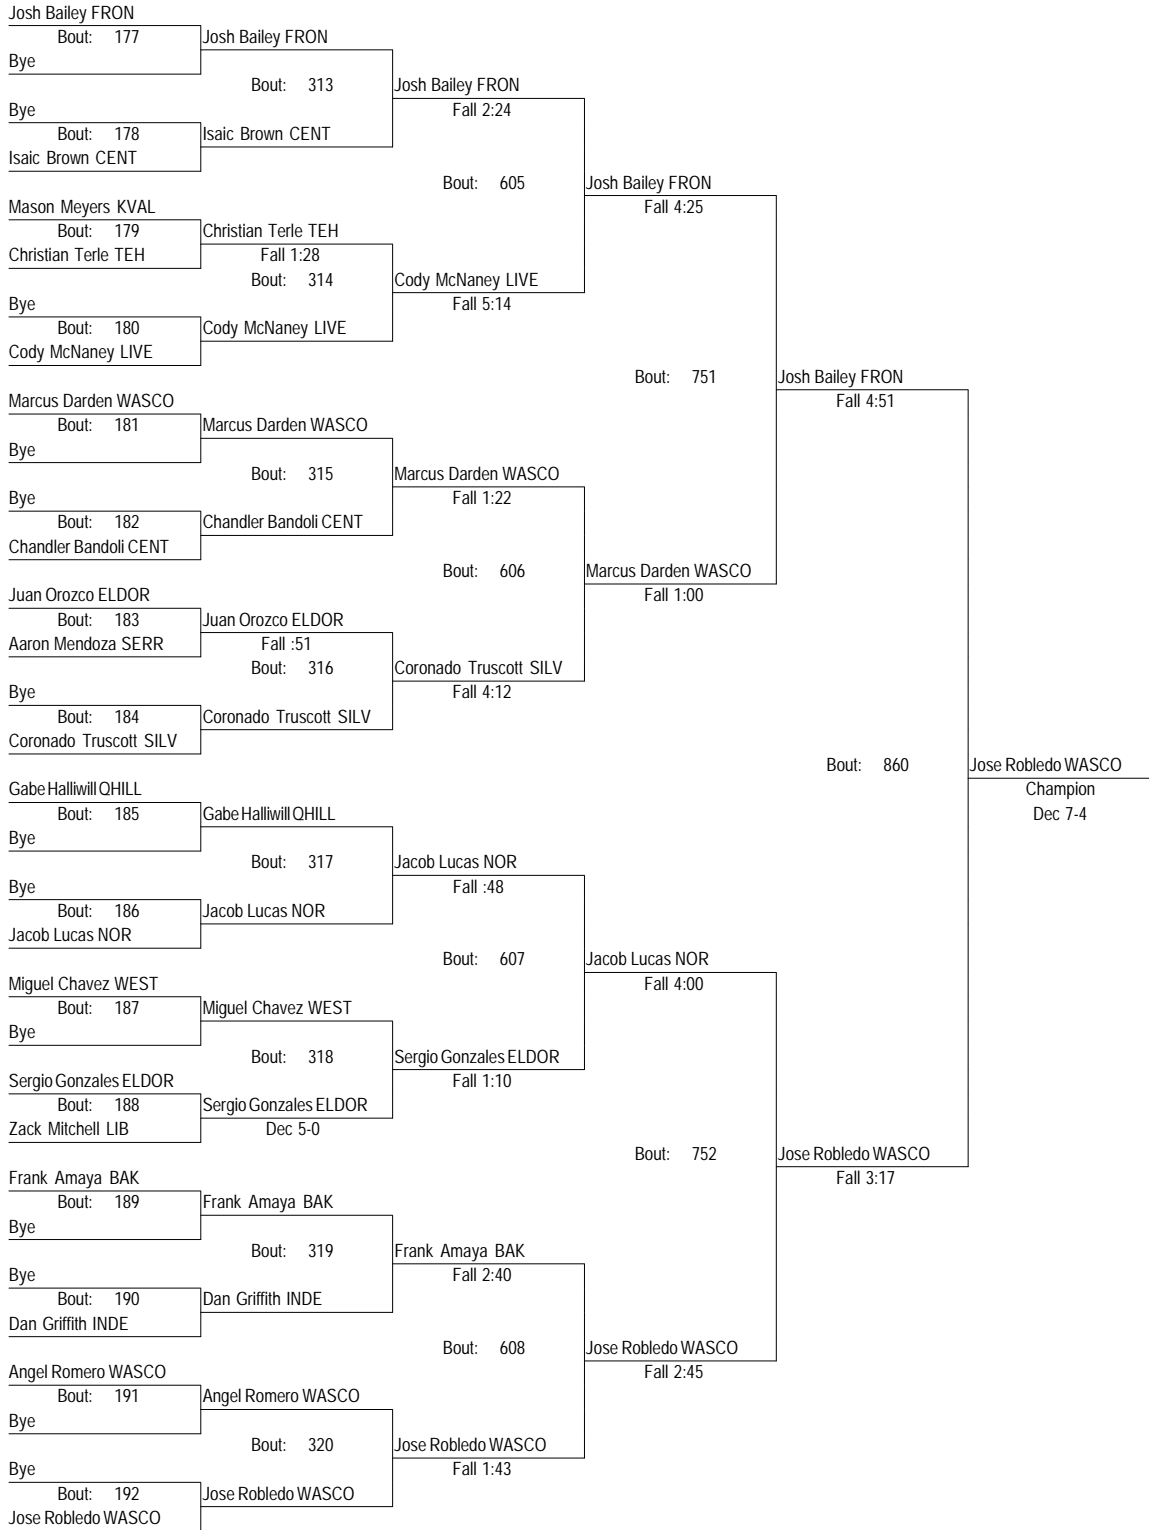 Josh Bailey FRON
Bout: 177 Josh Bailey FRON
Bye
Bout: 313 Josh Bailey FRON
Bye Fall 2:24
Bout: 178 Isaic Brown CENT
Isaic Brown CENT
Bout: 605 Josh Bailey FRON
Mason Meyers KVAL Fall 4:25
Bout: 179 Christian Terle TEH
Christian Terle TEH Fall 1:28
Bout: 314 Cody McNaney LIVE
Bye Fall 5:14
Bout: 180 Cody McNaney LIVE
Cody McNaney LIVE
Bout: 751 Josh Bailey FRON
Marcus Darden WASCO Fall 4:51
Bout: 181 Marcus Darden WASCO
Bye
Bout: 315 Marcus Darden WASCO
Bye Fall 1:22
Bout: 182 Chandler Bandoli CENT
Chandler Bandoli CENT
Bout: 606 Marcus Darden WASCO
Juan Orozco ELDOR Fall 1:00
Bout: 183 Juan Orozco ELDOR
Aaron Mendoza SERR Fall :51
Bout: 316 Coronado Truscott SILV
Bye Fall 4:12
Bout: 184 Coronado Truscott SILV
Coronado Truscott SILV
Bout: 860 Jose Robledo WASCO
Gabe Halliwill QHILL Champion
Bout: 185 Gabe Halliwill QHILL Dec 7-4
Bye
Bout: 317 Jacob Lucas NOR
Bye Fall :48
Bout: 186 Jacob Lucas NOR
Jacob Lucas NOR
Bout: 607 Jacob Lucas NOR
Miguel Chavez WEST Fall 4:00
Bout: 187 Miguel Chavez WEST
Bye
Bout: 318 Sergio Gonzales ELDOR
Sergio Gonzales ELDOR Fall 1:10
Bout: 188 Sergio Gonzales ELDOR
Zack Mitchell LIB Dec 5-0
Bout: 752 Jose Robledo WASCO
Frank Amaya BAK Fall 3:17
Bout: 189 Frank Amaya BAK
Bye
Bout: 319 Frank Amaya BAK
Bye Fall 2:40
Bout: 190 Dan Griffith INDE
Dan Griffith INDE
Bout: 608 Jose Robledo WASCO
Angel Romero WASCO Fall 2:45
Bout: 191 Angel Romero WASCO
Bye
Bout: 320 Jose Robledo WASCO
Bye Fall 1:43
Bout: 192 Jose Robledo WASCO
Jose Robledo WASCO